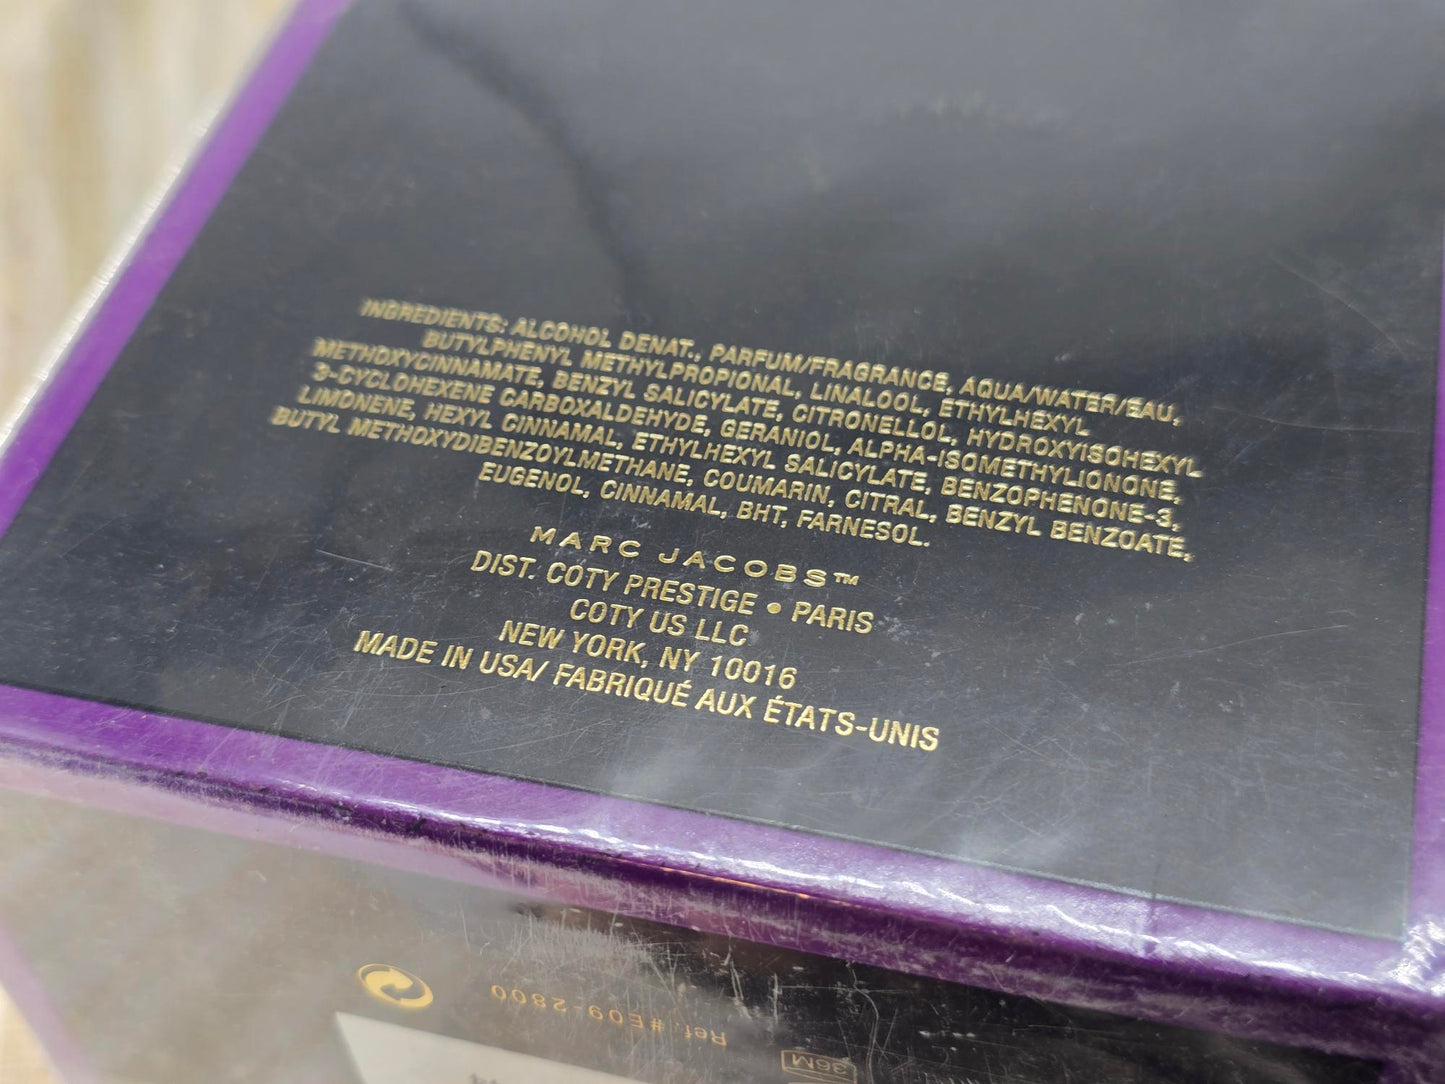 INGREDIENTS: ALCOHOL DENAT., PARFUM/FRAGRANCE, AQUA/WATER/EAU,
BUTYLPHENYL METHYLPROPIONAL, LINALOOL, ETHYLHEXYL
METHOXYCINNAMATE, BENZYL SALICYLATE, CITRONELLOL, HYDROXYISOHEXYL
3-CYCLOHEXENE CARBOXALDEHYDE, GERANIOL, ALPHA-ISOMETHYLIONONE,
LIMONENE, HEXYL CINNAMAL, ETHYLHEXYL SALICYLATE, BENZOPHENONE-3,
BUTYL METHOXYDIBENZOYLMETHANE, COUMARIN, CITRAL, BENZYL BENZOATE,
EUGENOL, CINNAMAL, BHT, FARNESOL.
MARC JACOBS™
DIST. COTY PRESTIGE • PARIS
COTY US LLC
NEW YORK, NY 10016
MADE IN USA/ FABRIQUÉ AUX ÉTATS-UNIS
Ref. #E09-2800
36M